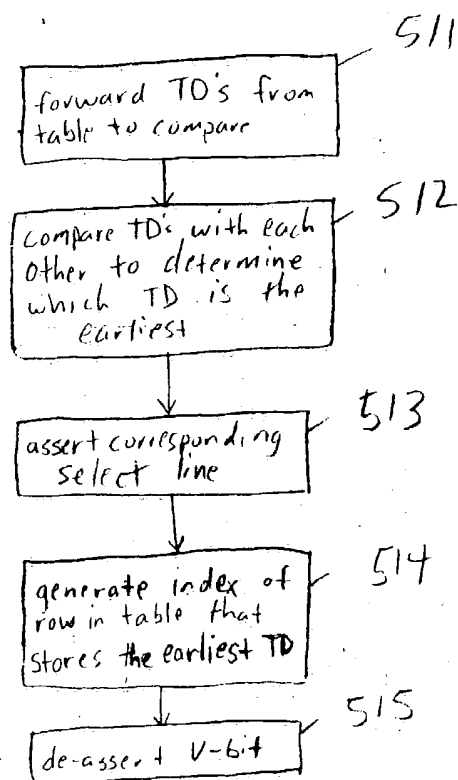 511
forward TD's from
table to compare
512
compare TD's with each
other to determine
which TD is the
earliest
513
assert corresponding
select line
514
generate index of
row in table that
stores the earliest TD
515
de-assert V-bit